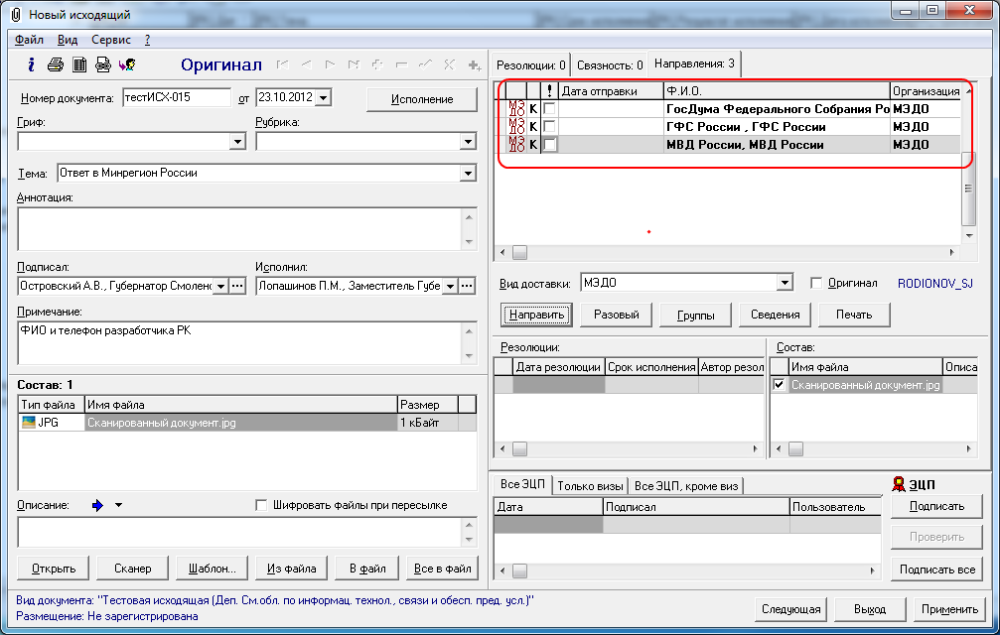 Новый исходящий
Файл Вид Сервис ?
Оригинал
Номер документа: тестИСХ-015 от 23.10.2012
Исполнение
Гриф:
Рубрика:
Тема: Ответ в Минрегион России
Аннотация:
Подписал:
Исполнил:
Островский А.В., Губернатор Смолен
Лопашинов П.М., Заместитель Губе
Примечание:
ФИО и телефон разработчика РК
Состав: 1
Тип файла Имя файла Размер
JPG Сканированный документ.jpg 1 кБайт
Описание:
Шифровать файлы при пересылке
Открыть Сканер Шаблон... Из файла В файл Все в файл
Резолюции: 0 Связность: 0 Направления: 3
! Дата отправки Ф.И.О. Организация
МЭДО К ГосДума Федерального Собрания Ро МЭДО
МЭДО К ГФС России , ГФС России МЭДО
МЭДО К МВД России, МВД России МЭДО
Вид доставки: МЭДО Оригинал RODIONOV_SJ
Направить Разовый Группы Сведения Печать
Резолюции:
Дата резолюции Срок исполнения Автор резол
Состав:
Имя файла Описа
Сканированный документ.jpg
Все ЭЦП Только визы Все ЭЦП, кроме виз
Дата Подписал Пользователь
ЭЦП
Подписать
Проверить
Подписать все
Вид документа: "Тестовая исходящая (Деп. См.обл. по информац. технол., связи и обесп. пред. усл.)"
Размещение: Не зарегистрирована
Следующая Выход Применить